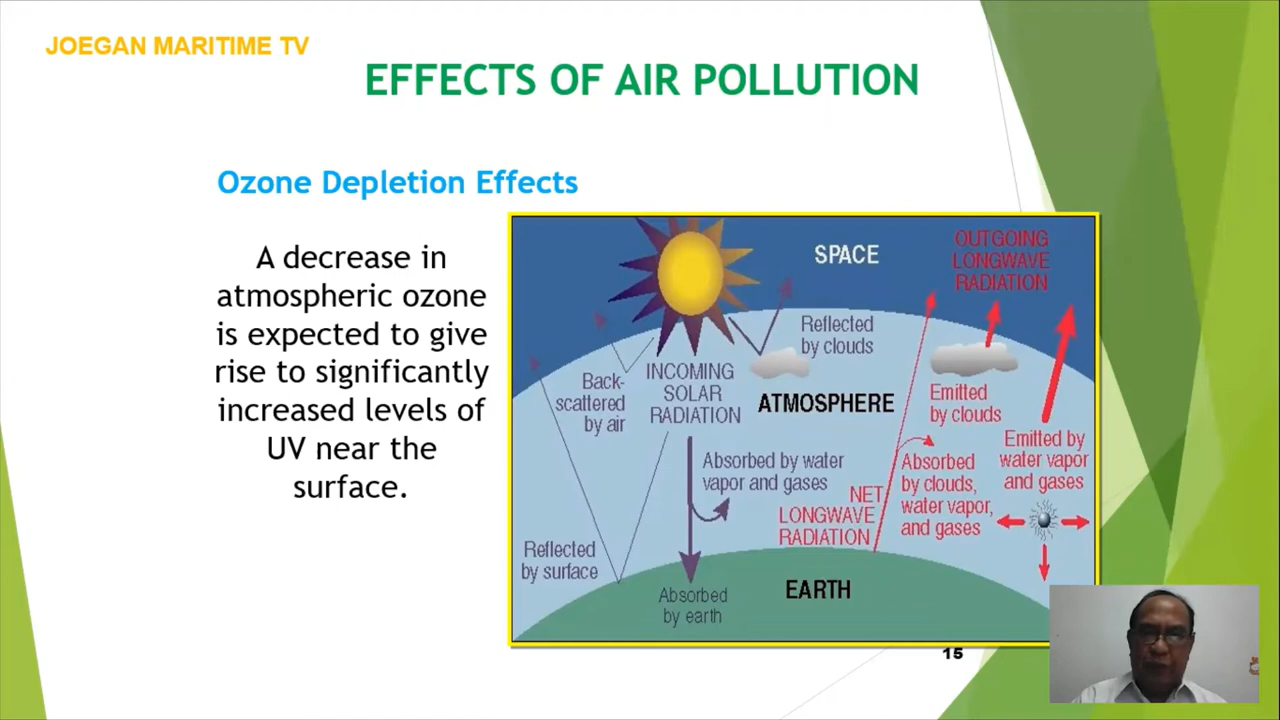 JOEGAN MARITIME TV
EFFECTS OF AIR POLLUTION
Ozone Depletion Effects
A decrease in
atmospheric ozone
is expected to give
rise to significantly
increased levels of
UV near the
surface.
SPACE
OUTGOING
LONGWAVE
RADIATION
Reflected
by clouds
INCOMING
SOLAR
RADIATION
Back-
scattered
by air
ATMOSPHERE
Emitted
by clouds
Emitted by
water vapor
and gases
Absorbed by water
vapor and gases
Absorbed
by clouds,
water vapor,
and gases
NET
LONGWAVE
RADIATION
Reflected
by surface
Absorbed
by earth
EARTH
15